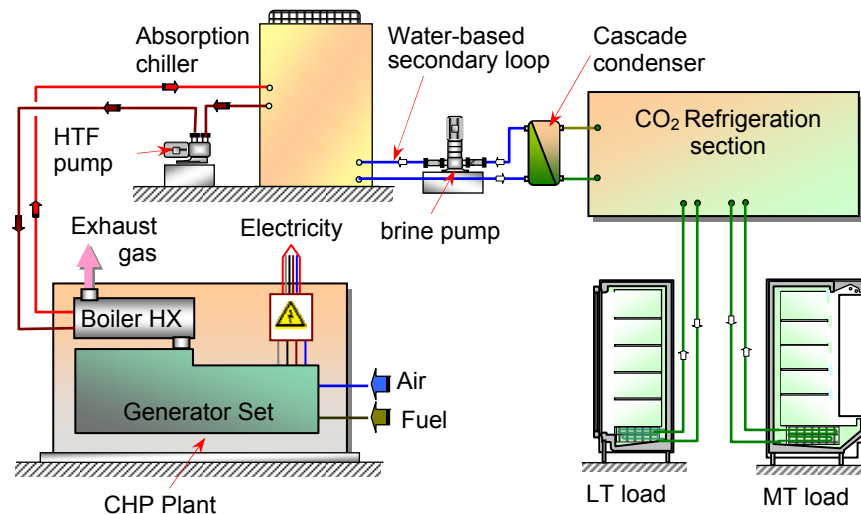 Absorption
chiller
Water-based
secondary loop
Cascade
condenser
CO₂ Refrigeration
section
HTF
pump
brine pump
Exhaust
gas
Electricity
Boiler HX
Air
Generator Set
Fuel
CHP Plant
LT load
MT load